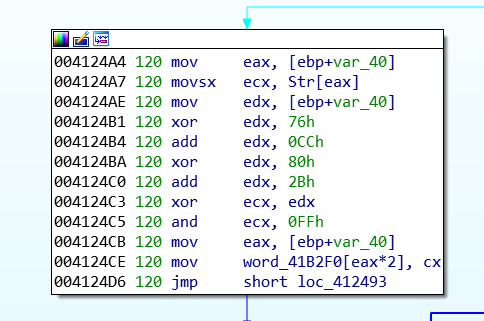 004124A4 120 mov eax, [ebp+var_40]
004124A7 120 movsx ecx, Str[eax]
004124AE 120 mov edx, [ebp+var_40]
004124B1 120 xor edx, 76h
004124B4 120 add edx, 0CCh
004124BA 120 xor edx, 80h
004124C0 120 add edx, 2Bh
004124C3 120 xor ecx, edx
004124C5 120 and ecx, 0FFh
004124CB 120 mov eax, [ebp+var_40]
004124CE 120 mov word_41B2F0[eax*2], cx
004124D6 120 jmp short loc_412493